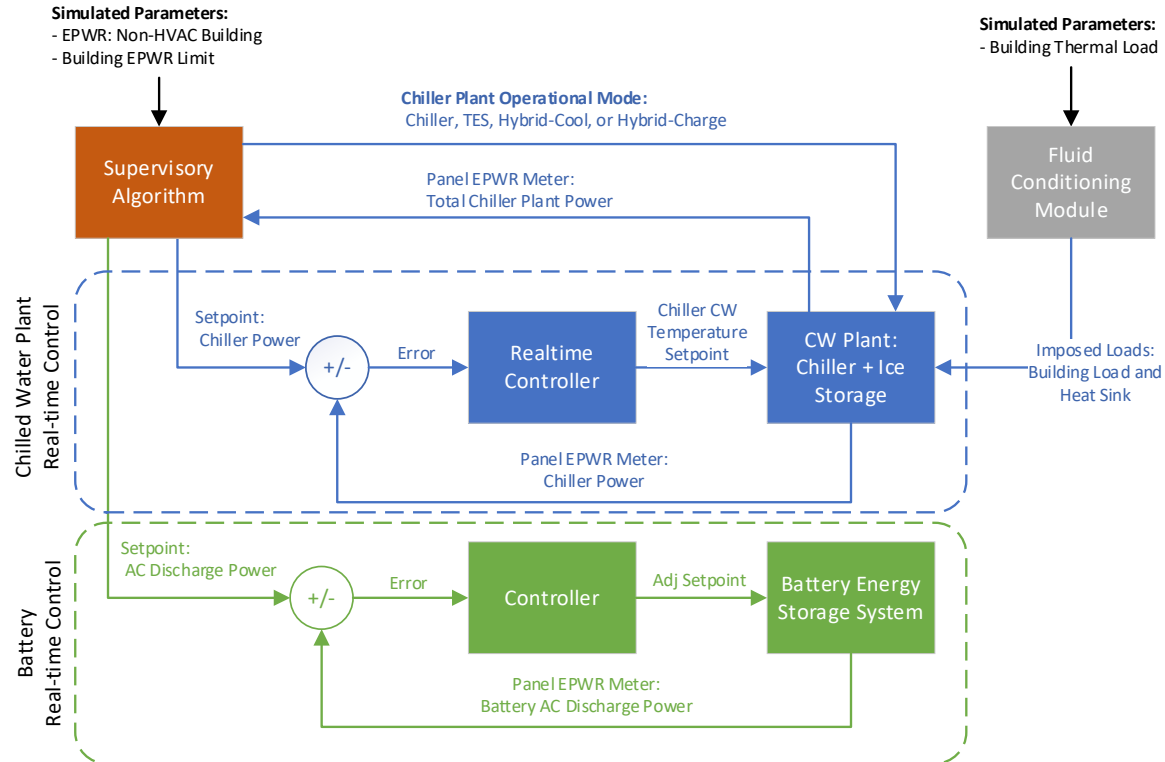 Simulated Parameters:
- EPWR: Non-HVAC Building
- Building EPWR Limit
Simulated Parameters:
- Building Thermal Load
Chiller Plant Operational Mode:
Chiller, TES, Hybrid-Cool, or Hybrid-Charge
Supervisory
Algorithm
Panel EPWR Meter:
Total Chiller Plant Power
Fluid
Conditioning
Module
Chilled Water Plant
Real-time Control
Setpoint:
Chiller Power
+/-
Error
Realtime
Controller
Chiller CW
Temperature
Setpoint
CW Plant:
Chiller + Ice
Storage
Imposed Loads:
Building Load and
Heat Sink
Panel EPWR Meter:
Chiller Power
Battery
Real-time Control
Setpoint:
AC Discharge Power
+/-
Error
Controller
Adj Setpoint
Battery Energy
Storage System
Panel EPWR Meter:
Battery AC Discharge Power